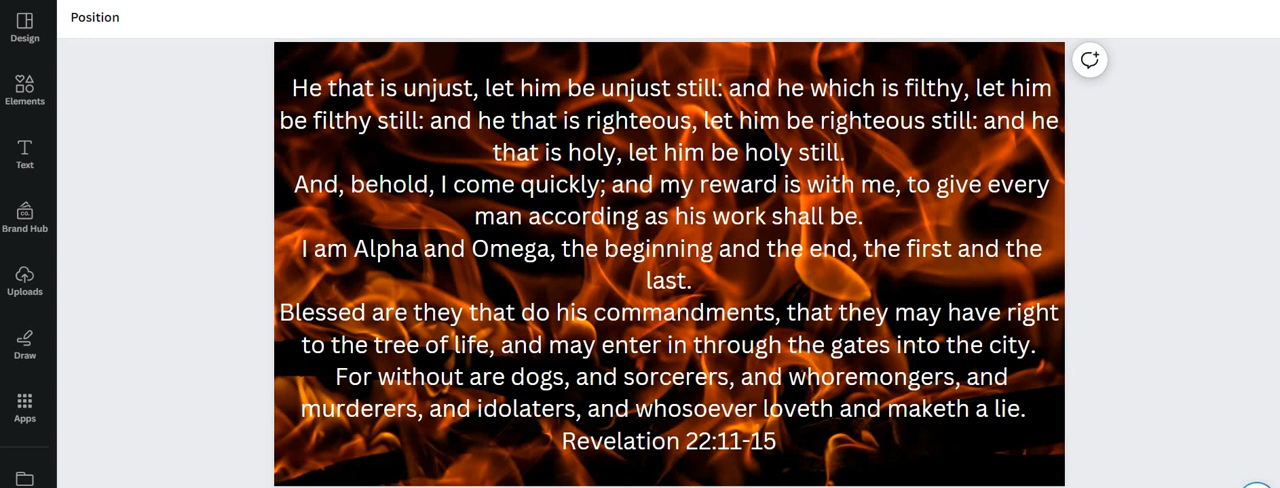 Position
Design
Elements
Text
Brand Hub
Uploads
Draw
Apps
He that is unjust, let him be unjust still: and he which is filthy, let him
be filthy still: and he that is righteous, let him be righteous still: and he
that is holy, let him be holy still.
And, behold, I come quickly; and my reward is with me, to give every
man according as his work shall be.
I am Alpha and Omega, the beginning and the end, the first and the
last.
Blessed are they that do his commandments, that they may have right
to the tree of life, and may enter in through the gates into the city.
For without are dogs, and sorcerers, and whoremongers, and
murderers, and idolaters, and whosoever loveth and maketh a lie.
Revelation 22:11-15